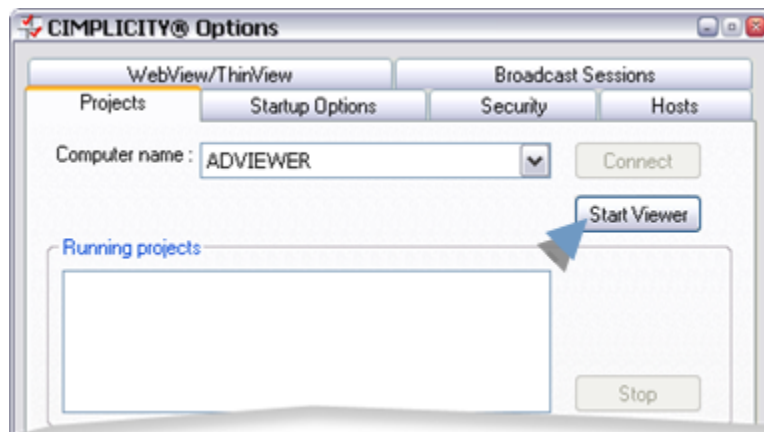 CIMPLICITY® Options
WebView/ThinView Broadcast Sessions
Projects Startup Options Security Hosts
Computer name : ADVIEWER Connect
Start Viewer
Running projects
Stop